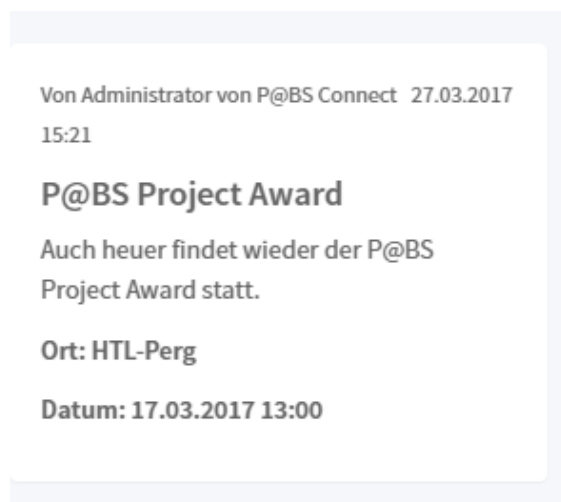 Von Administrator von P@BS Connect 27.03.2017
15:21
P@BS Project Award
Auch heuer findet wieder der P@BS
Project Award statt.
Ort: HTL-Perg
Datum: 17.03.2017 13:00